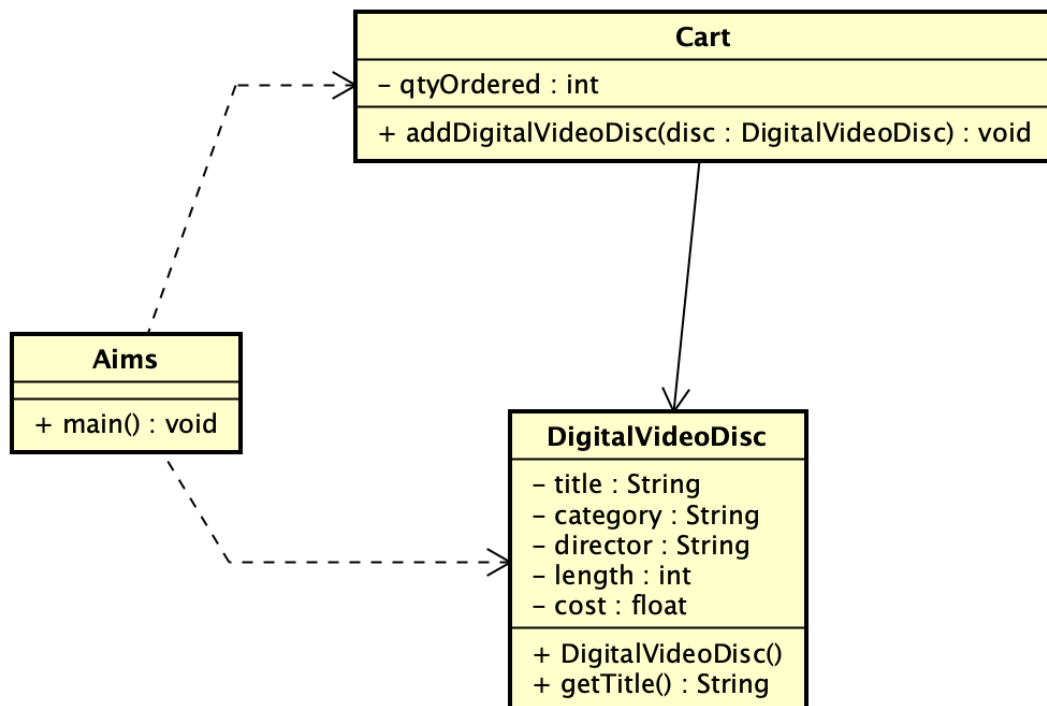 Cart
– qtyOrdered : int
+ addDigitalVideoDisc(disc : DigitalVideoDisc) : void
Aims
+ main() : void
DigitalVideoDisc
– title : String
– category : String
– director : String
– length : int
– cost : float
+ DigitalVideoDisc()
+ getTitle() : String